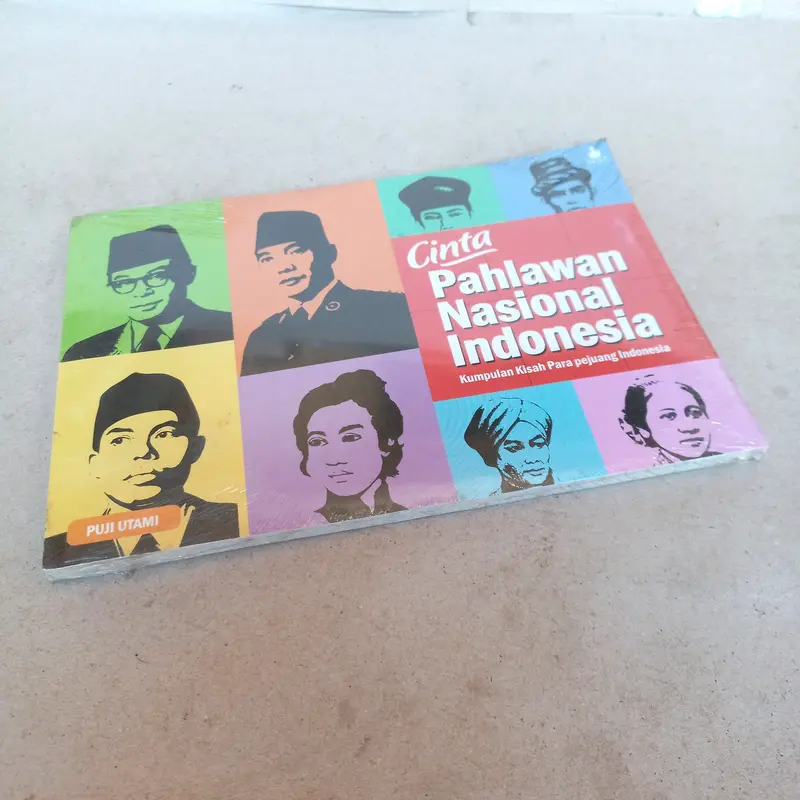 Cinta
Pahlawan
Nasional
Indonesia
Kumpulan Kisah Para pejuang Indonesia
PUJI UTAMI